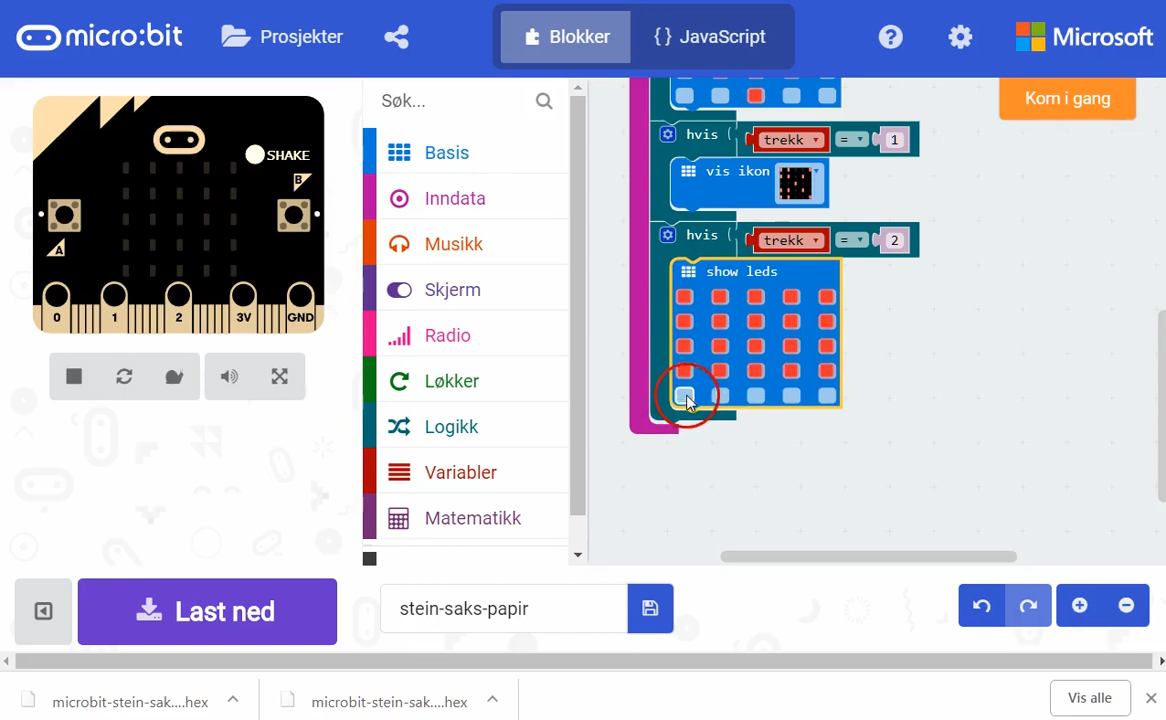 micro:bit
Prosjekter
Blokker
{} JavaScript
Microsoft
Søk...
Kom i gang
SHAKE
B
A
0 1 2 3V GND
Basis
Inndata
Musikk
Skjerm
Radio
Løkker
Logikk
Variabler
Matematikk
hvis
trekk = 1
vis ikon
hvis
trekk = 2
show leds
Last ned
stein-saks-papir
microbit-stein-sak....hex
microbit-stein-sak....hex
Vis alle